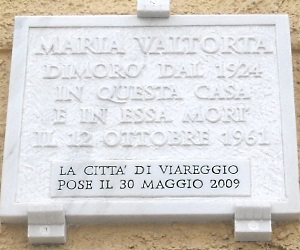 MARIA VALTORTA
DIMORO' DAL 1924
IN QUESTA CASA
E IN ESSA MORI'
IL 12 OTTOBRE 1961
LA CITTA' DI VIAREGGIO
POSE IL 30 MAGGIO 2009